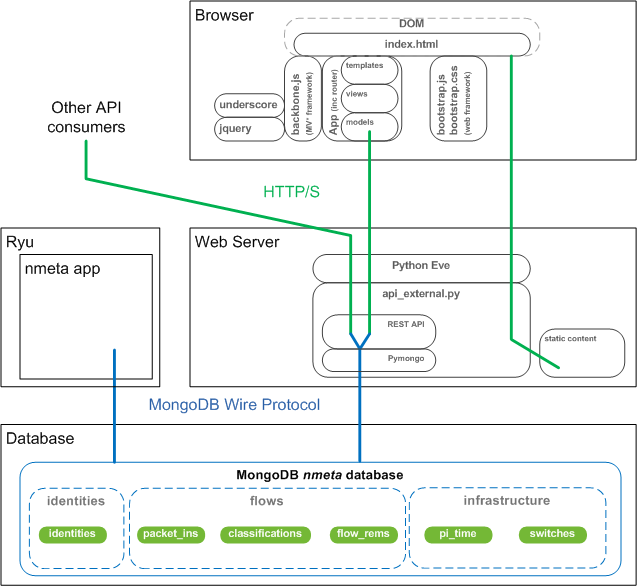 Browser
DOM
index.html
templates
views
models
App (inc router)
backbone.js
(MV* framework)
underscore
jquery
bootstrap.js
bootstrap.css
(web framework)
Other API
consumers
HTTP/S
Ryu
nmeta app
Web Server
Python Eve
api_external.py
REST API
Pymongo
static content
MongoDB Wire Protocol
Database
MongoDB nmeta database
identities
flows
infrastructure
identities
packet_ins
classifications
flow_rems
pi_time
switches